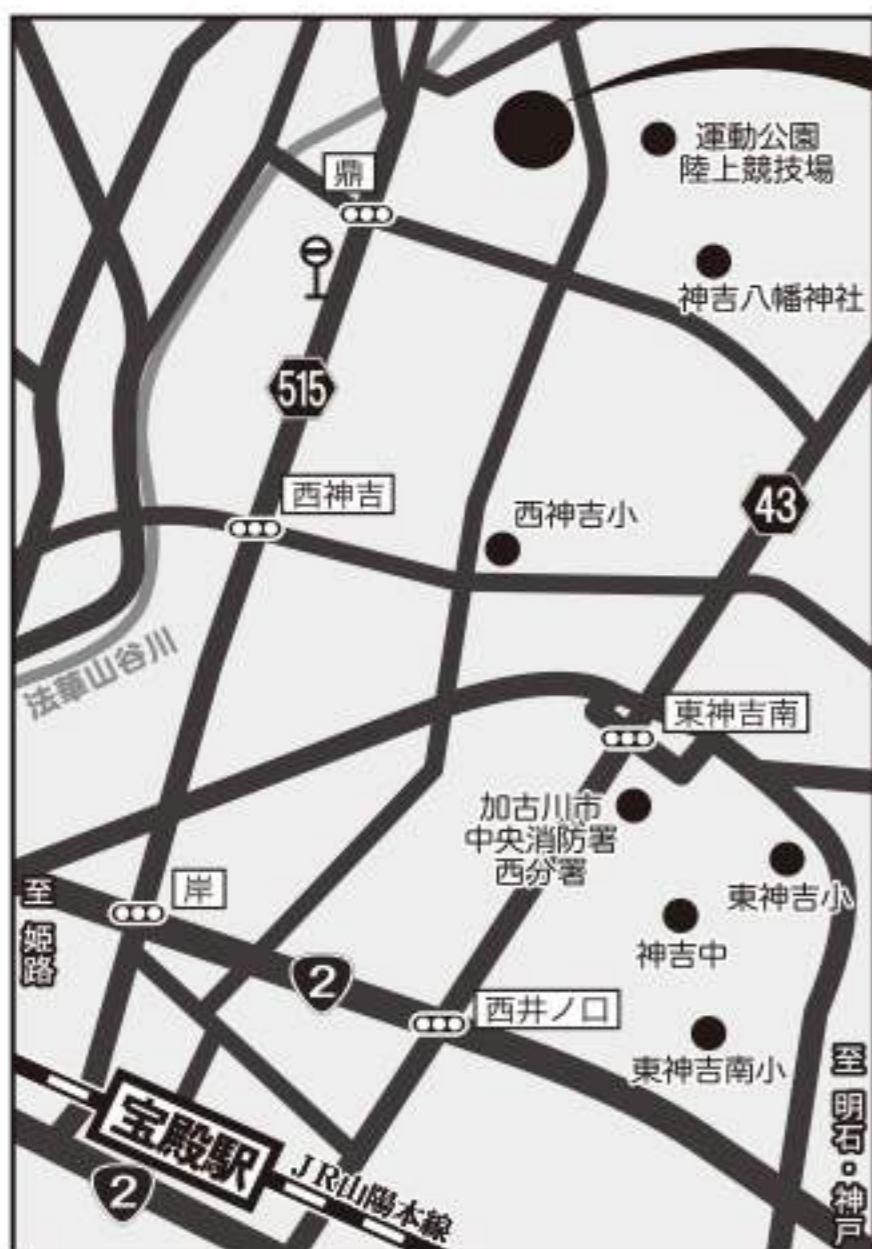 運動公園
陸上競技場
鼎
神吉八幡神社
515
西神吉
西神吉小
43
法華山谷川
東神吉南
加古川市
中央消防署
西分署
東神吉小
岸
至 姫路
神吉中
2
西井ノ口
東神吉南小
至 明石・神戸
宝殿駅
JR山陽本線
2